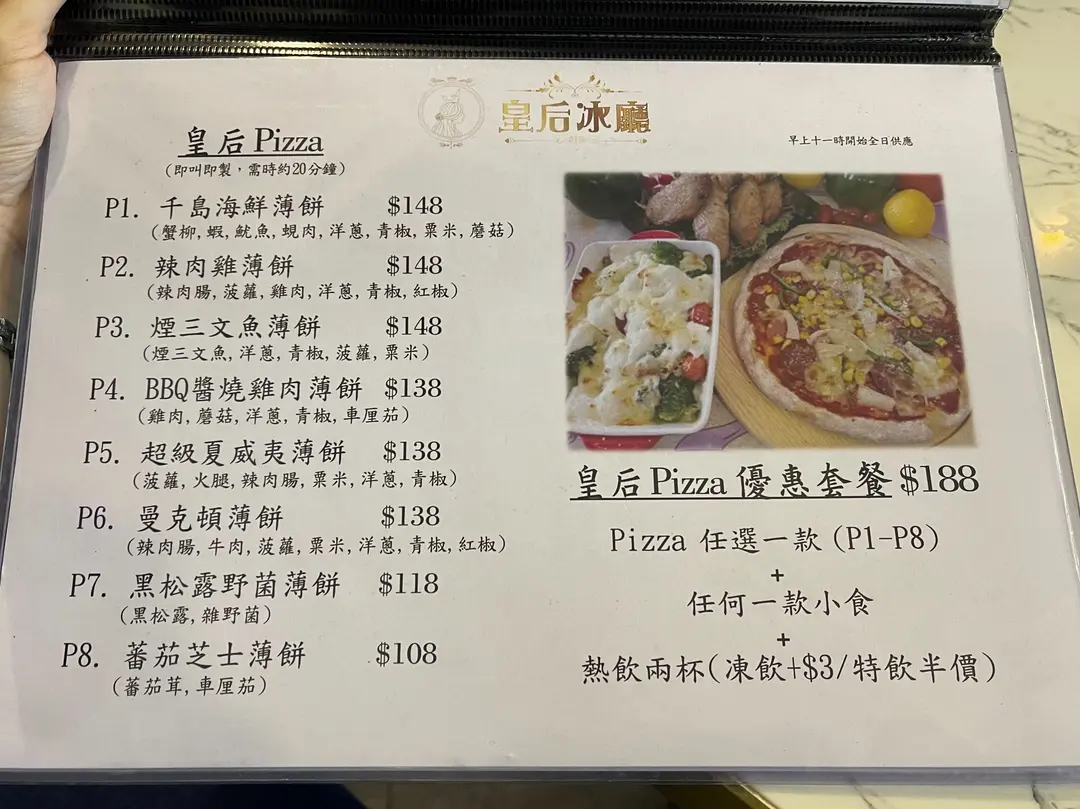 皇后冰廳
早上十一時開始全日供應
皇后 Pizza
(即叫即製，需時約20分鐘)
P1. 千島海鮮薄餅 $148
(蟹柳,蝦,魷魚,蜆肉,洋蔥,青椒,粟米,蘑菇)
P2. 辣肉雞薄餅 $148
(辣肉腸,菠蘿,雞肉,洋蔥,青椒,紅椒)
P3. 煙三文魚薄餅 $148
(煙三文魚,洋蔥,青椒,菠蘿,粟米)
P4. BBQ醬燒雞肉薄餅 $138
(雞肉,蘑菇,洋蔥,青椒,車厘茄)
P5. 超級夏威夷薄餅 $138
(菠蘿,火腿,辣肉腸,粟米,洋蔥,青椒)
P6. 曼克頓薄餅 $138
(辣肉腸,牛肉,菠蘿,粟米,洋蔥,青椒,紅椒)
P7. 黑松露野菌薄餅 $118
(黑松露,雜野菌)
P8. 蕃茄芝士薄餅 $108
(蕃茄茸,車厘茄)
皇后 Pizza 優惠套餐 $188
Pizza 任選一款 (P1-P8)
+
任何一款小食
+
熱飲兩杯(凍飲+$3/特飲半價)